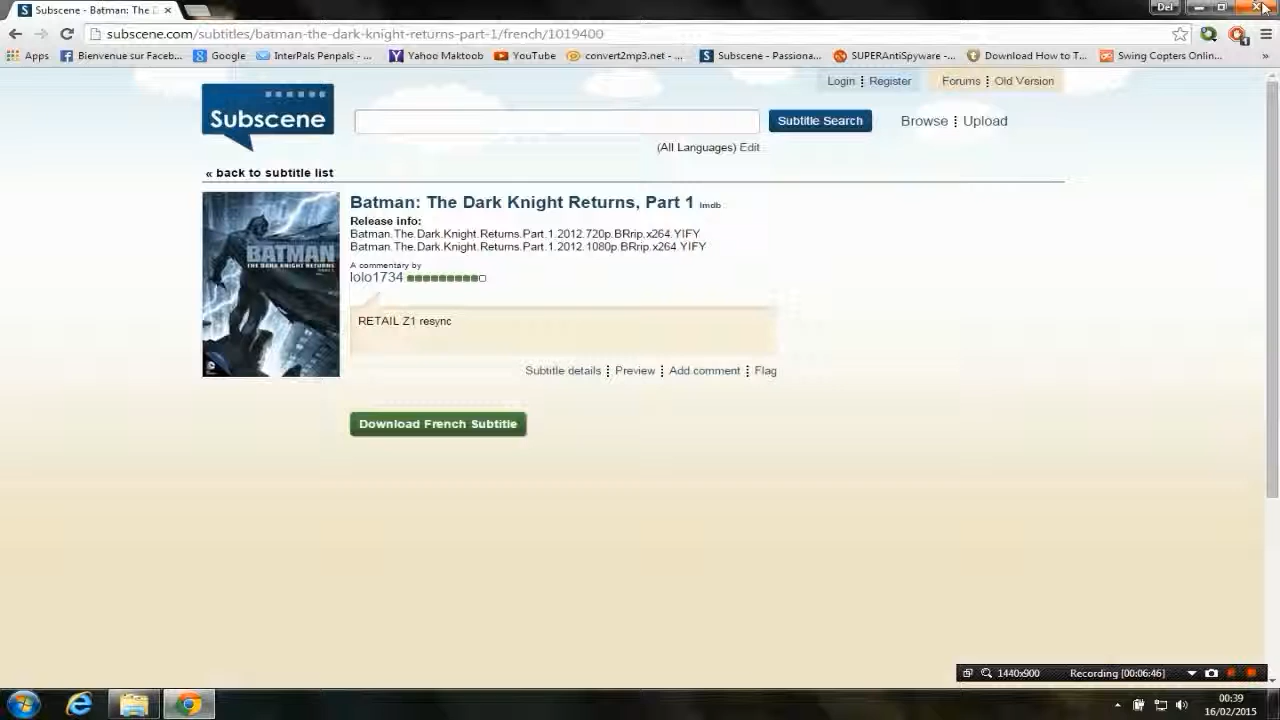 Subscene - Batman: The D
Del
subscene.com/subtitles/batman-the-dark-knight-returns-part-1/french/1019400
Apps Bienvenue sur Faceb... Google InterPals Penpals - ... Yahoo Maktoob YouTube convert2mp3.net - ... Subscene - Passiona... SUPERAntiSpyware -... Download How to T... Swing Copters Onlin... »
Login Register Forums Old Version
Subscene
Subtitle Search
Browse Upload
(All Languages) Edit
« back to subtitle list
Batman: The Dark Knight Returns, Part 1 Imdb
Release info:
Batman.The.Dark.Knight.Returns.Part.1.2012.720p.BRrip.x264.YIFY
Batman.The.Dark.Knight.Returns.Part.1.2012.1080p.BRrip.x264.YIFY
A commentary by
lolo1734
BATMAN
THE DARK KNIGHT RETURNS
RETAIL Z1 resync
Subtitle details Preview Add comment Flag
Download French Subtitle
1440x900 Recording [00:06:46]
00:39
16/02/2015